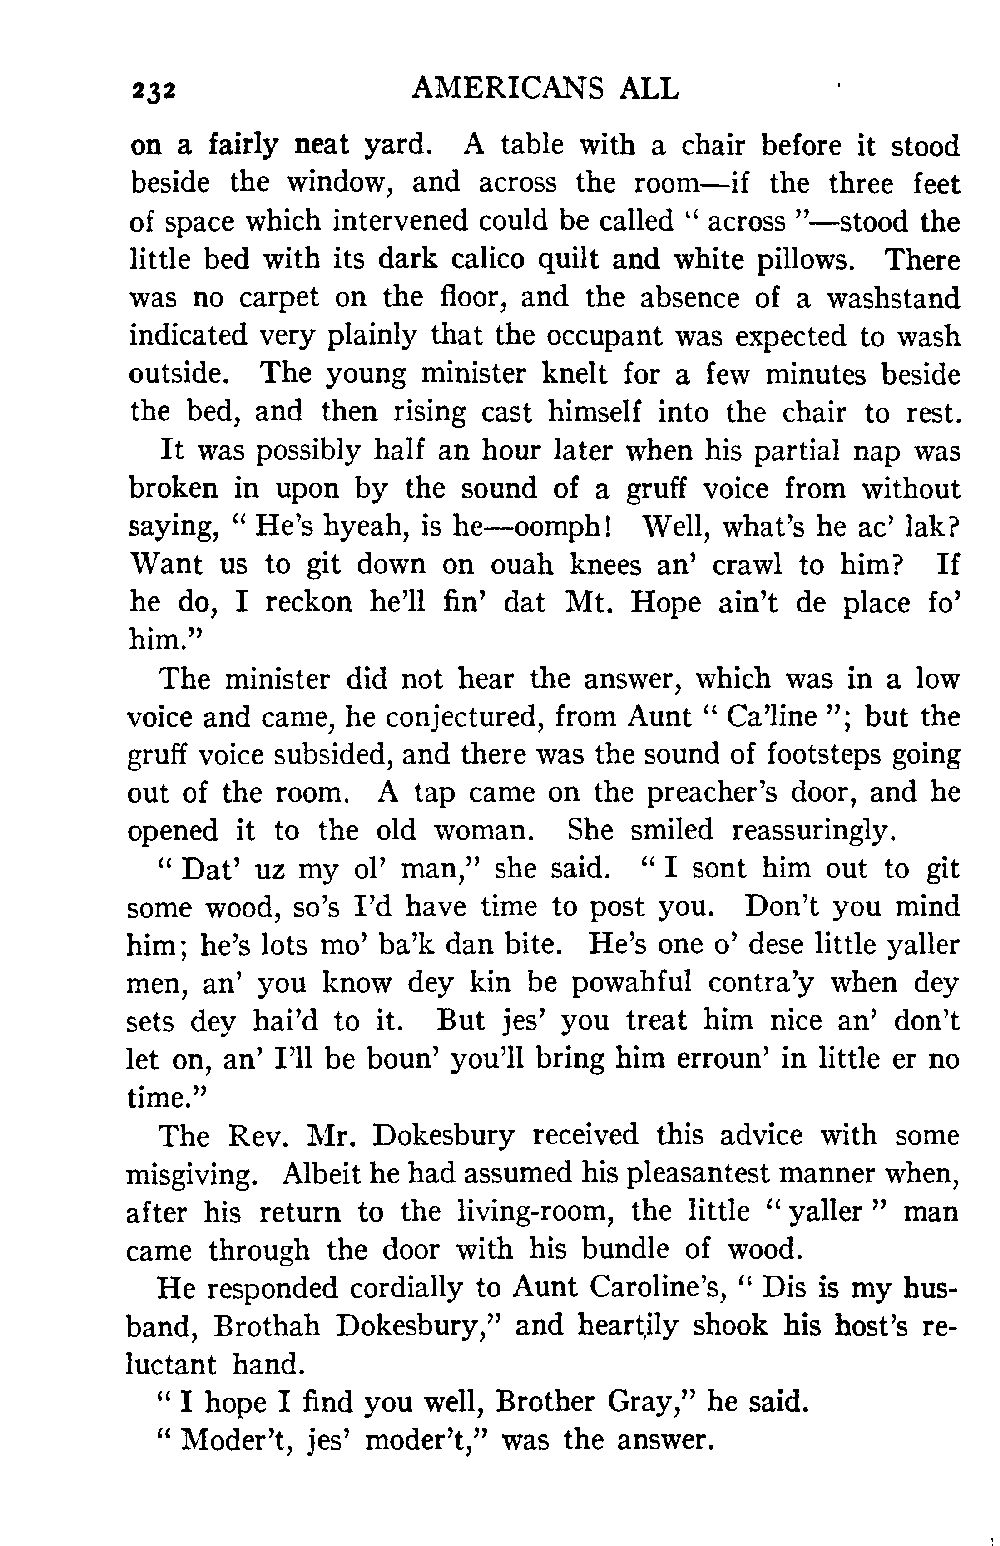 232 AMERICANS ALL
on a fairly neat yard. A table with a chair before it stood
beside the window, and across the room—if the three feet
of space which intervened could be called “ across ”—stood the
little bed with its dark calico quilt and white pillows. There
was no carpet on the floor, and the absence of a washstand
indicated very plainly that the occupant was expected to wash
outside. The young minister knelt for a few minutes beside
the bed, and then rising cast himself into the chair to rest.
It was possibly half an hour later when his partial nap was
broken in upon by the sound of a gruff voice from without
saying, “ He’s hyeah, is he—oomph! Well, what’s he ac’ lak?
Want us to git down on ouah knees an’ crawl to him? If
he do, I reckon he’ll fin’ dat Mt. Hope ain’t de place fo’
him.”
The minister did not hear the answer, which was in a low
voice and came, he conjectured, from Aunt “ Ca’line ”; but the
gruff voice subsided, and there was the sound of footsteps going
out of the room. A tap came on the preacher’s door, and he
opened it to the old woman. She smiled reassuringly.
“ Dat’ uz my ol’ man,” she said. “ I sont him out to git
some wood, so’s I’d have time to post you. Don’t you mind
him; he’s lots mo’ ba’k dan bite. He’s one o’ dese little yaller
men, an’ you know dey kin be powahful contra’y when dey
sets dey hai’d to it. But jes’ you treat him nice an’ don’t
let on, an’ I’ll be boun’ you’ll bring him erroun’ in little er no
time.”
The Rev. Mr. Dokesbury received this advice with some
misgiving. Albeit he had assumed his pleasantest manner when,
after his return to the living-room, the little “ yaller ” man
came through the door with his bundle of wood.
He responded cordially to Aunt Caroline’s, “ Dis is my hus-
band, Brothah Dokesbury,” and heartily shook his host’s re-
luctant hand.
“ I hope I find you well, Brother Gray,” he said.
“ Moder’t, jes’ moder’t,” was the answer.